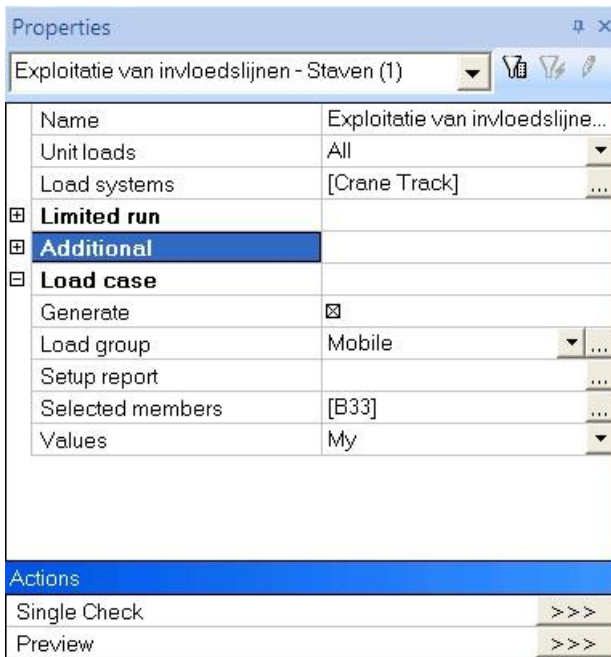 Properties
Exploitatie van invloedslijnen - Staven (1)
Name Exploitatie van invloedslijne...
Unit loads All
Load systems [Crane Track] ...
Limited run
Additional
Load case
Generate
Load group Mobile ...
Setup report ...
Selected members [B33] ...
Values My
Actions
Single Check >>>
Preview >>>